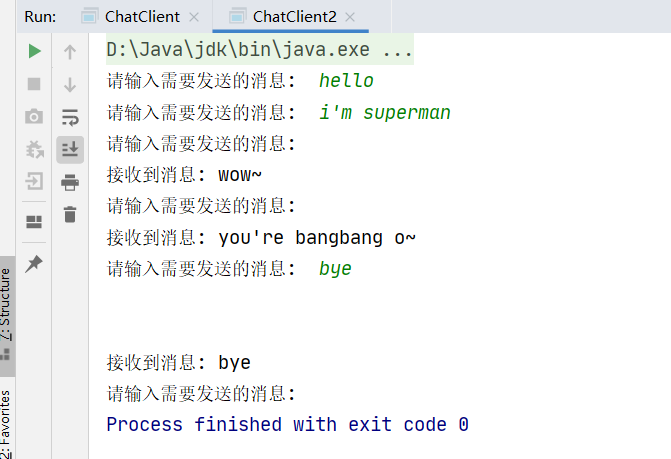 Run: ChatClient ChatClient2
D:\Java\jdk\bin\java.exe ...
请输入需要发送的消息: hello
请输入需要发送的消息: i'm superman
请输入需要发送的消息:
接收到消息: wow~
请输入需要发送的消息:
接收到消息: you're bangbang o~
请输入需要发送的消息: bye
接收到消息: bye
请输入需要发送的消息:
Process finished with exit code 0
7: Structure
2: Favorites